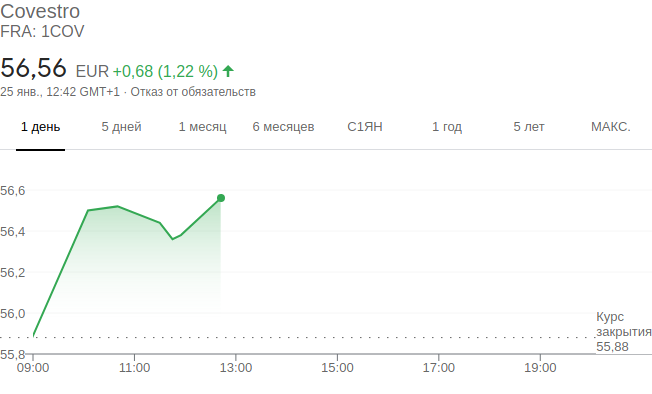 Covestro
FRA: 1COV
56,56 EUR +0,68 (1,22 %)
25 янв., 12:42 GMT+1 · Отказ от обязательств
1 день 5 дней 1 месяц 6 месяцев С1ЯН 1 год 5 лет МАКС.
56,6
56,4
56,2
56,0
55,8
Курс
закрытия
55,88
09:00 11:00 13:00 15:00 17:00 19:00